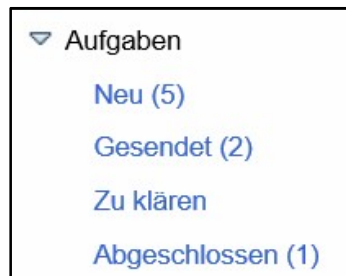 Aufgaben
Neu (5)
Gesendet (2)
Zu klären
Abgeschlossen (1)